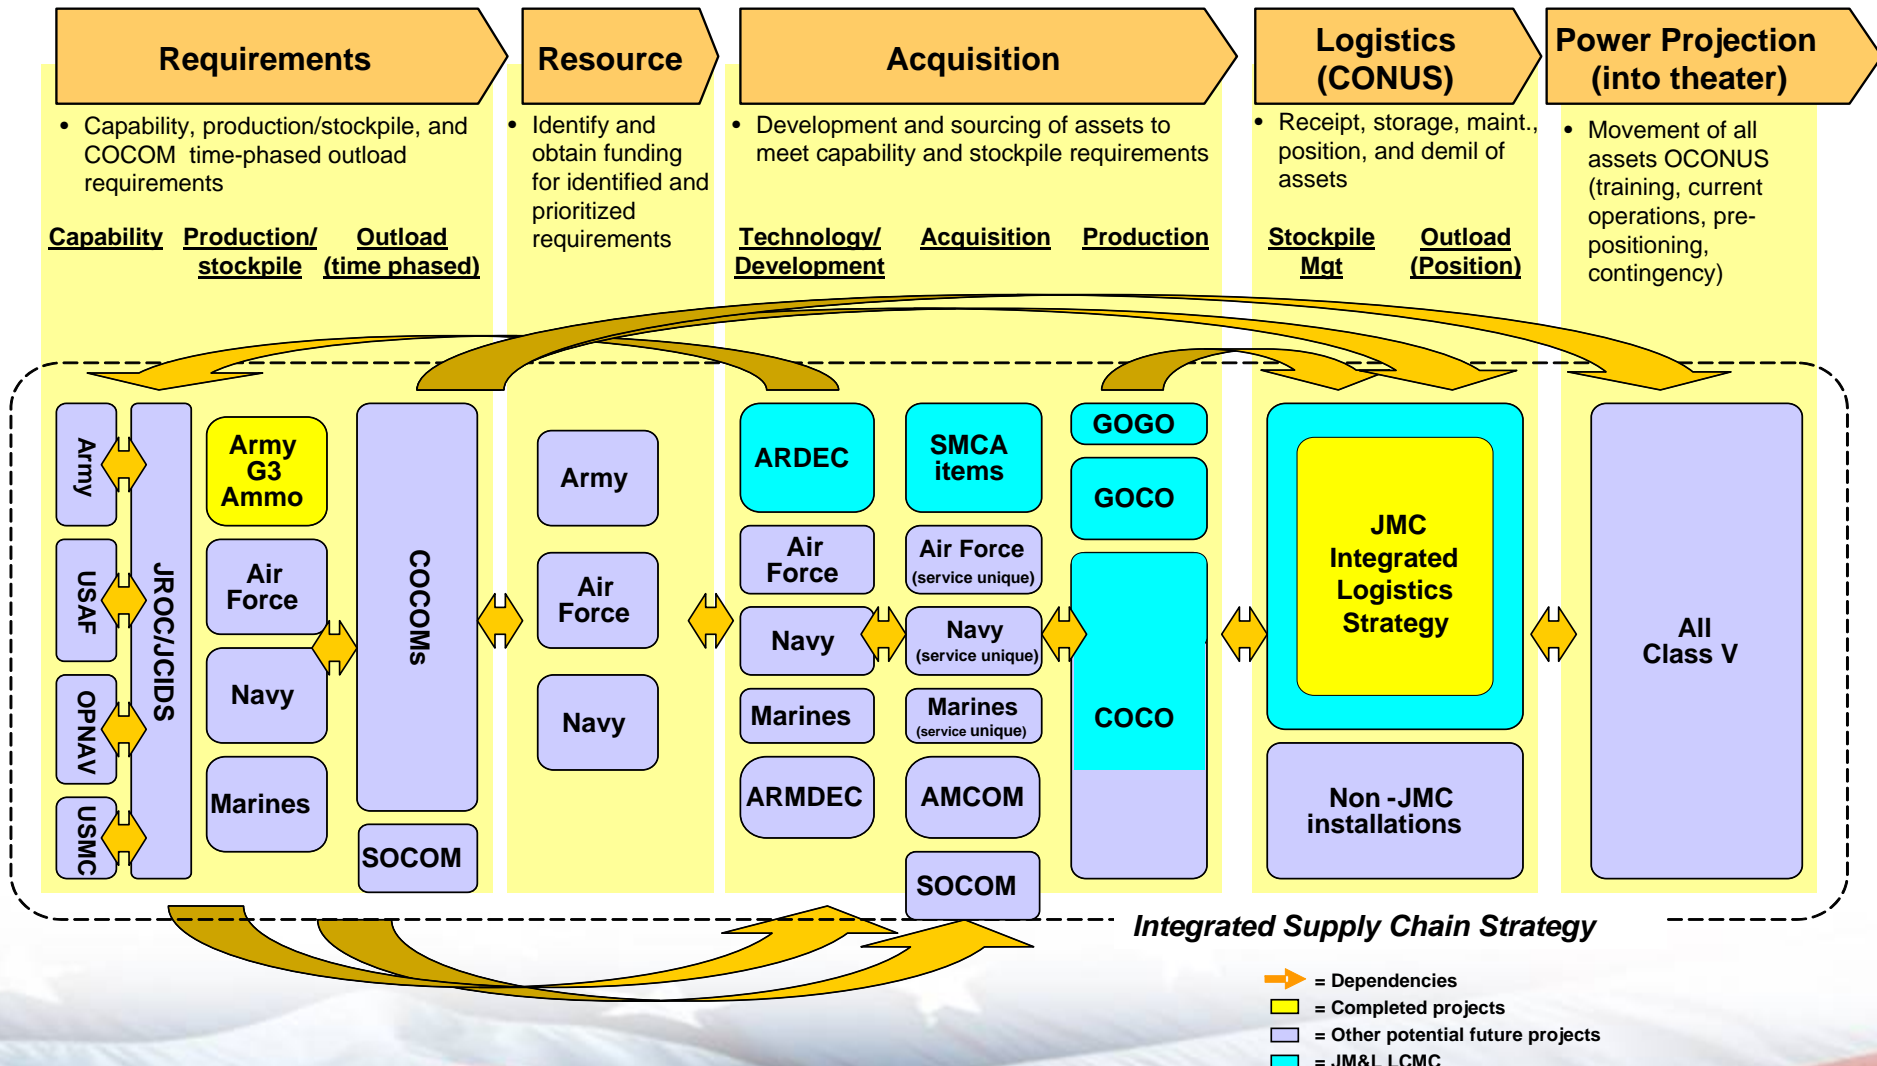 Requirements
Resource
Acquisition
Logistics
(CONUS)
Power Projection
(into theater)
• Capability, production/stockpile, and
COCOM time-phased outload
requirements
• Identify and
obtain funding
for identified and
prioritized
requirements
• Development and sourcing of assets to
meet capability and stockpile requirements
• Receipt, storage, maint.,
position, and demil of
assets
• Movement of all
assets OCONUS
(training, current
operations, pre-
positioning,
contingency)
Capability
Production/
stockpile
Outload
(time phased)
Technology/
Development
Acquisition
Production
Stockpile
Mgt
Outload
(Position)
Army
USAF
OPNAV
USMC
JROC/JCIDS
Army
G3
Ammo
Air
Force
Navy
Marines
COCOMs
SOCOM
Army
Air
Force
Navy
ARDEC
Air
Force
Navy
Marines
ARMDEC
SMCA
items
Air Force
(service unique)
Navy
(service unique)
Marines
(service unique)
AMCOM
SOCOM
GOGO
GOCO
COCO
JMC
Integrated
Logistics
Strategy
Non -JMC
installations
All
Class V
Integrated Supply Chain Strategy
= Dependencies
= Completed projects
= Other potential future projects
= JM&L LCMC